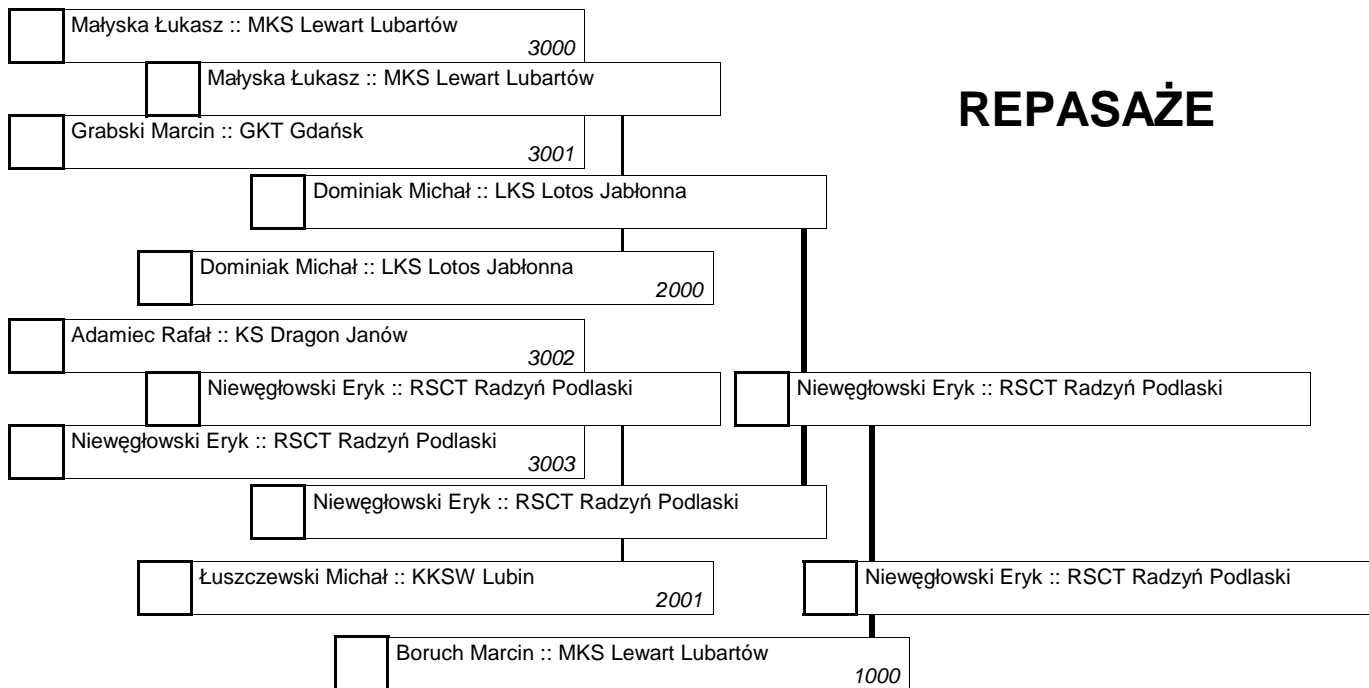 Małyska Łukasz :: MKS Lewart Lubartów
3000
Małyska Łukasz :: MKS Lewart Lubartów
REPASAŻE
Grabski Marcin :: GKT Gdańsk
3001
Dominiak Michał :: LKS Lotos Jabłonna
Dominiak Michał :: LKS Lotos Jabłonna
2000
Adamiec Rafał :: KS Dragon Janów
3002
Niewęgłowski Eryk :: RSCT Radzyń Podlaski
Niewęgłowski Eryk :: RSCT Radzyń Podlaski
Niewęgłowski Eryk :: RSCT Radzyń Podlaski
3003
Niewęgłowski Eryk :: RSCT Radzyń Podlaski
Łuszczewski Michał :: KKSW Lubin
2001
Niewęgłowski Eryk :: RSCT Radzyń Podlaski
Boruch Marcin :: MKS Lewart Lubartów
1000